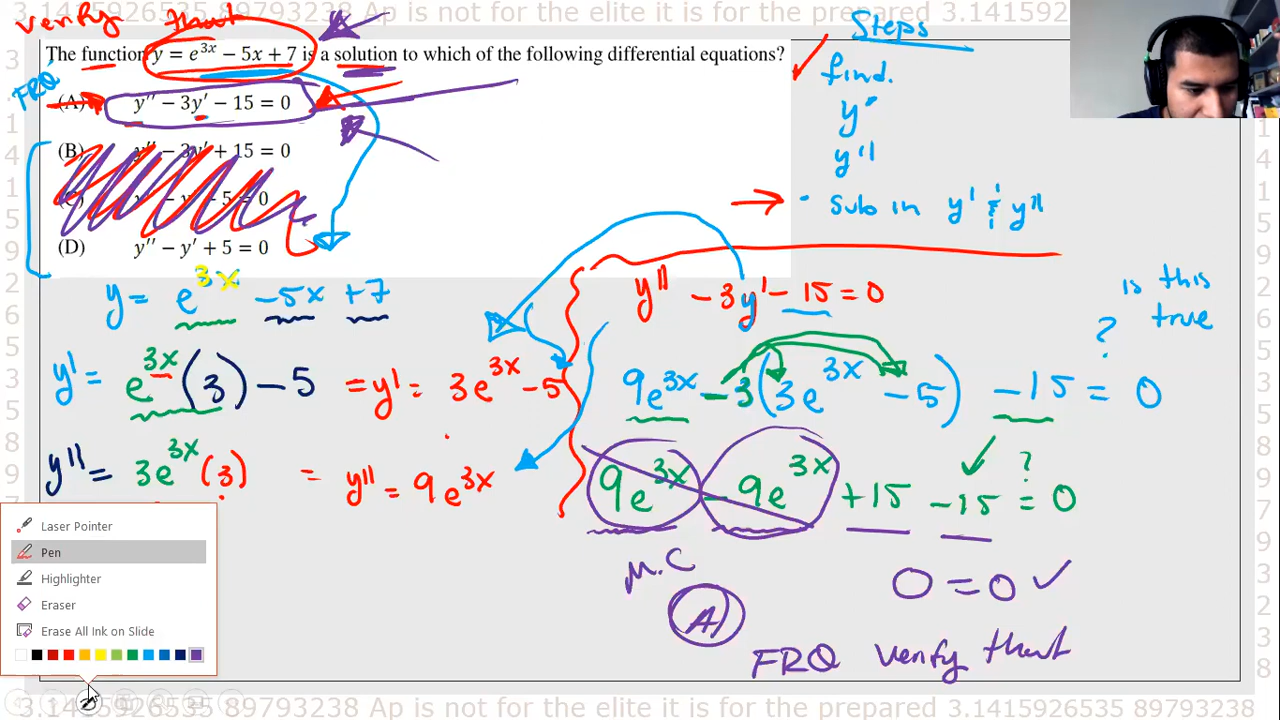 3.1415926535 89793238 Ap is not for the elite it is for the prepared 3.1415926535 89793238
verify that
The function y = e^{3x} − 5x + 7 is a solution to which of the following differential equations?
FRQ
(A) y'' − 3y' − 15 = 0
(B) y'' − 3y' + 15 = 0
(C) y'' − y' − 5 = 0
(D) y'' − y' + 5 = 0
Steps
find.
y'
y''
· sub in y' & y''
y = e^{3x} -5x +7
y' = e^{3x}(3) -5 = y' = 3e^{3x} -5
y'' = 3e^{3x}(3) = y'' = 9e^{3x}
y'' -3y' -15 = 0
is this
true
?
9e^{3x} -3(3e^{3x} -5) -15 = 0
?
9e^{3x} - 9e^{3x} +15 -15 = 0
0 = 0 ✓
M.C
A
FRQ verify that
Laser Pointer
Pen
Highlighter
Eraser
Erase All Ink on Slide
3.1415926535 89793238 Ap is not for the elite it is for the prepared 3.1415926535 89793238